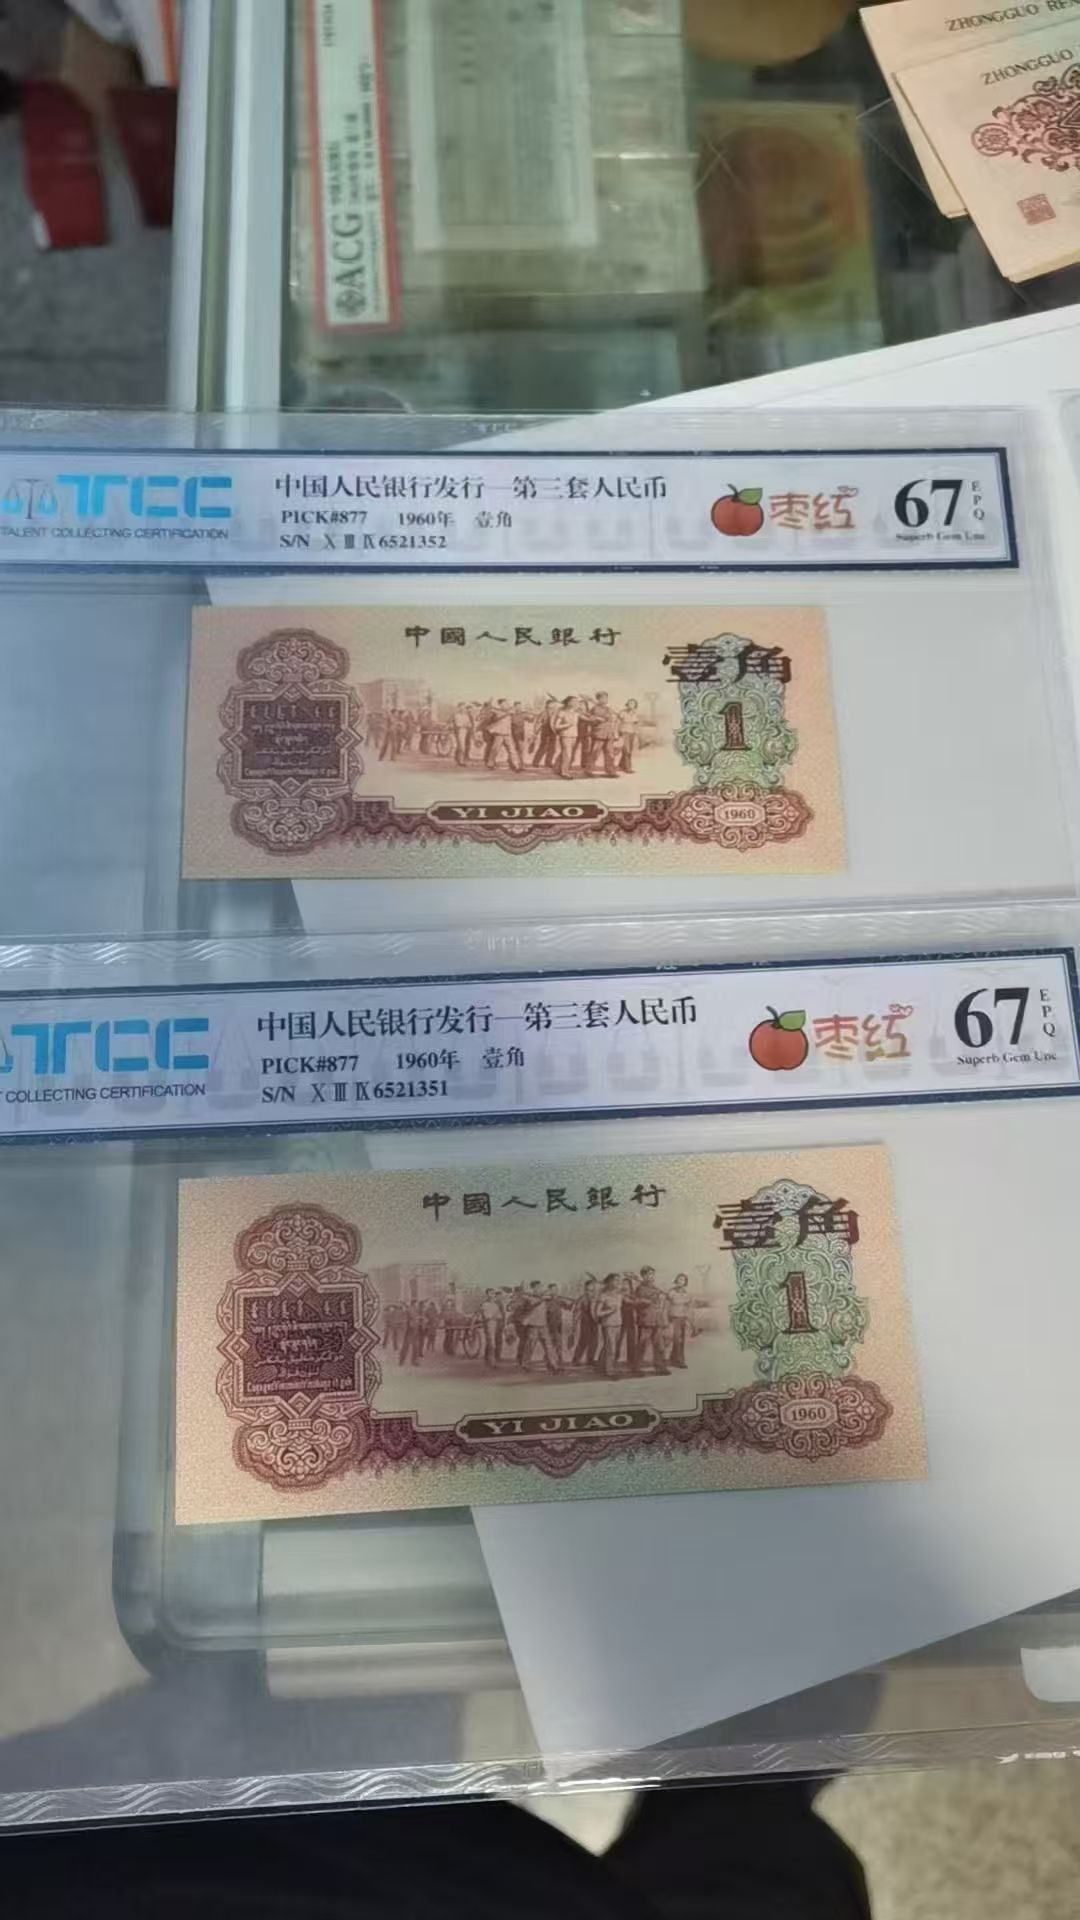 ZHONGGUO REN
ZHONGGUO
ACG
TCC
TALENT COLLECTING CERTIFICATION
中国人民银行发行—第三套人民币
PICK#877 1960年 壹角
S/N Ⅹ Ⅲ Ⅸ 6521352
枣红
67 EPQ
Superb Gem Unc
中國人民銀行
壹角
1
YI JIAO
1960
TCC
COLLECTING CERTIFICATION
中国人民银行发行—第三套人民币
PICK#877 1960年 壹角
S/N Ⅹ Ⅲ Ⅸ 6521351
枣红
67 EPQ
Superb Gem Unc
中國人民銀行
壹角
1
YI JIAO
1960